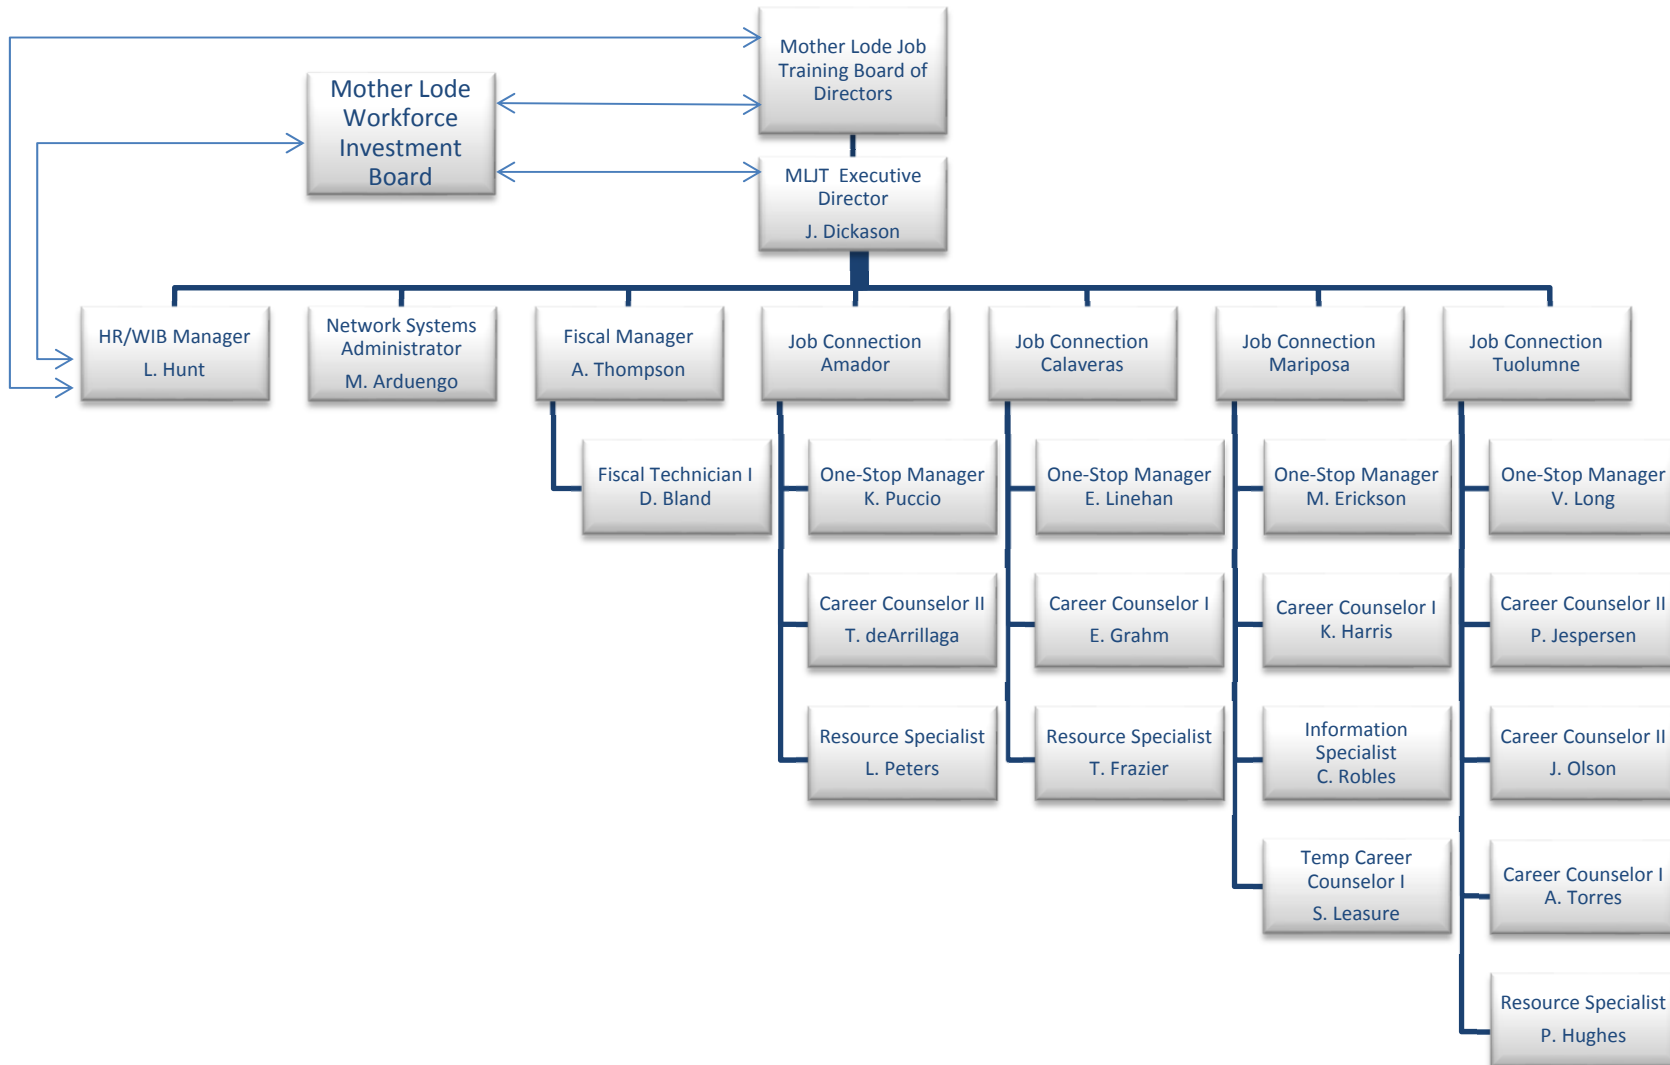 Mother Lode Job
Training Board of
Directors
Mother Lode
Workforce
Investment
Board
MLJT Executive
Director
J. Dickason
HR/WIB Manager
L. Hunt
Network Systems
Administrator
M. Arduengo
Fiscal Manager
A. Thompson
Job Connection
Amador
Job Connection
Calaveras
Job Connection
Mariposa
Job Connection
Tuolumne
Fiscal Technician I
D. Bland
One-Stop Manager
K. Puccio
One-Stop Manager
E. Linehan
One-Stop Manager
M. Erickson
One-Stop Manager
V. Long
Career Counselor II
T. deArrillaga
Career Counselor I
E. Grahm
Career Counselor I
K. Harris
Career Counselor II
P. Jespersen
Resource Specialist
L. Peters
Resource Specialist
T. Frazier
Information
Specialist
C. Robles
Career Counselor II
J. Olson
Temp Career
Counselor I
S. Leasure
Career Counselor I
A. Torres
Resource Specialist
P. Hughes